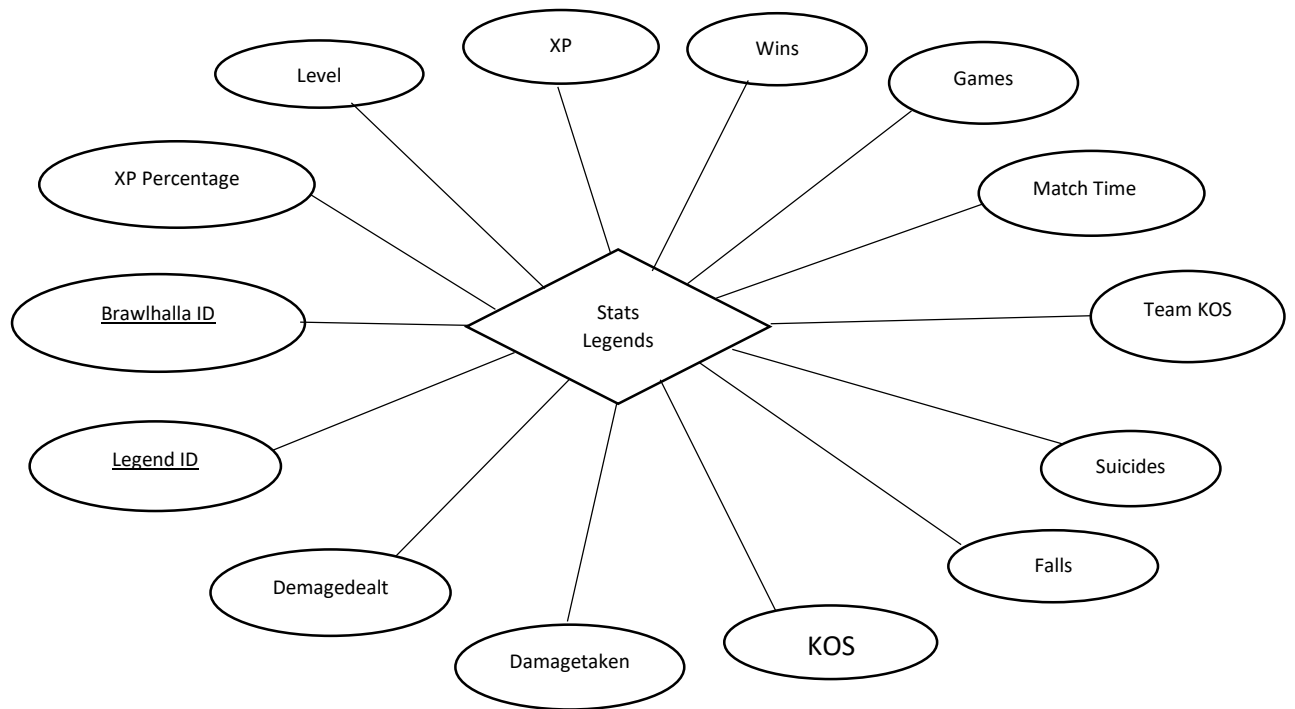 XP
Wins
Level
Games
XP Percentage
Match Time
Brawlhalla ID
Stats
Legends
Team KOS
Legend ID
Suicides
Demagedealt
Falls
Damagetaken
KOS